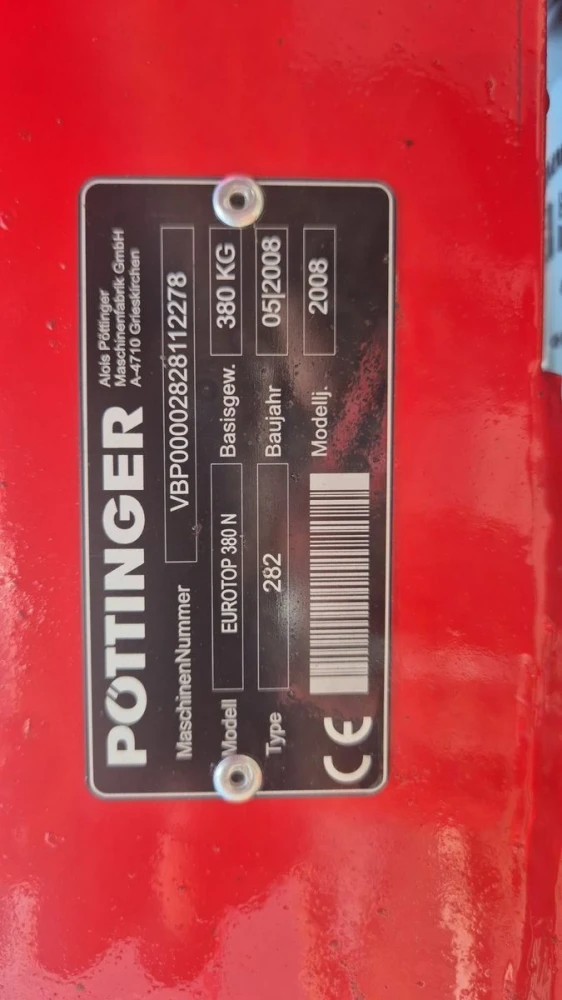 PÖTTINGER
Alois Pöttinger
Maschinenfabrik GmbH
A-4710 Grieskirchen
MaschinenNummer VBP00002828112278
Modell EUROTOP 380 N Basisgew. 380 KG
Type 282 Baujahr 05|2008
Modellj. 2008
CE